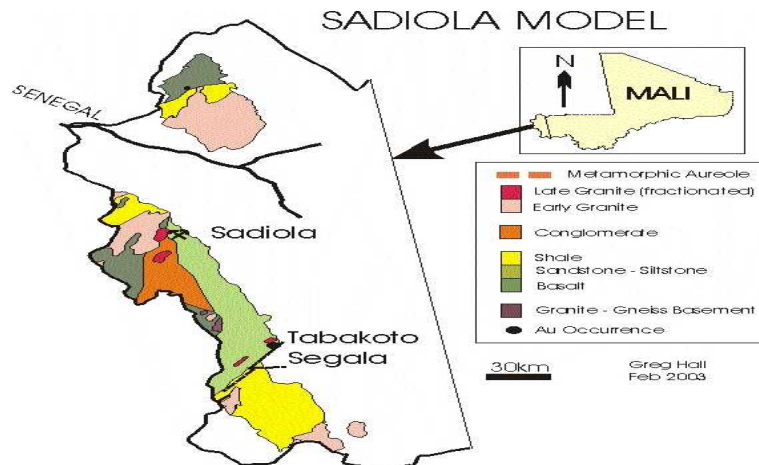 SADIOLA MODEL
SENEGAL
N
MALI
Metamorphic Aureole
Late Granite (fractionated)
Early Granite
Conglomerate
Shale
Sandstone - Siltstone
Basalt
Granite - Gneiss Basement
Au Occurrence
Sadiola
Tabakoto
Segala
30km
Greg Hall
Feb 2003